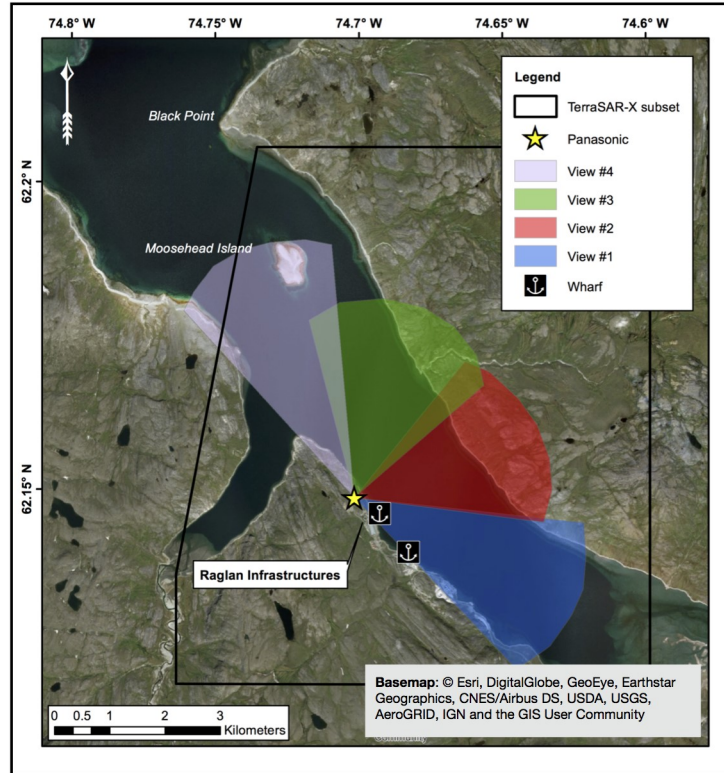 74.8° W
74.75° W
74.7° W
74.65° W
74.6° W
62.2° N
62.15° N
Black Point
Moosehead Island
Legend
TerraSAR-X subset
Panasonic
View #4
View #3
View #2
View #1
Wharf
Raglan Infrastructures
Basemap: © Esri, DigitalGlobe, GeoEye, Earthstar
Geographics, CNES/Airbus DS, USDA, USGS,
AeroGRID, IGN and the GIS User Community
0 0.5 1 2 3
Kilometers